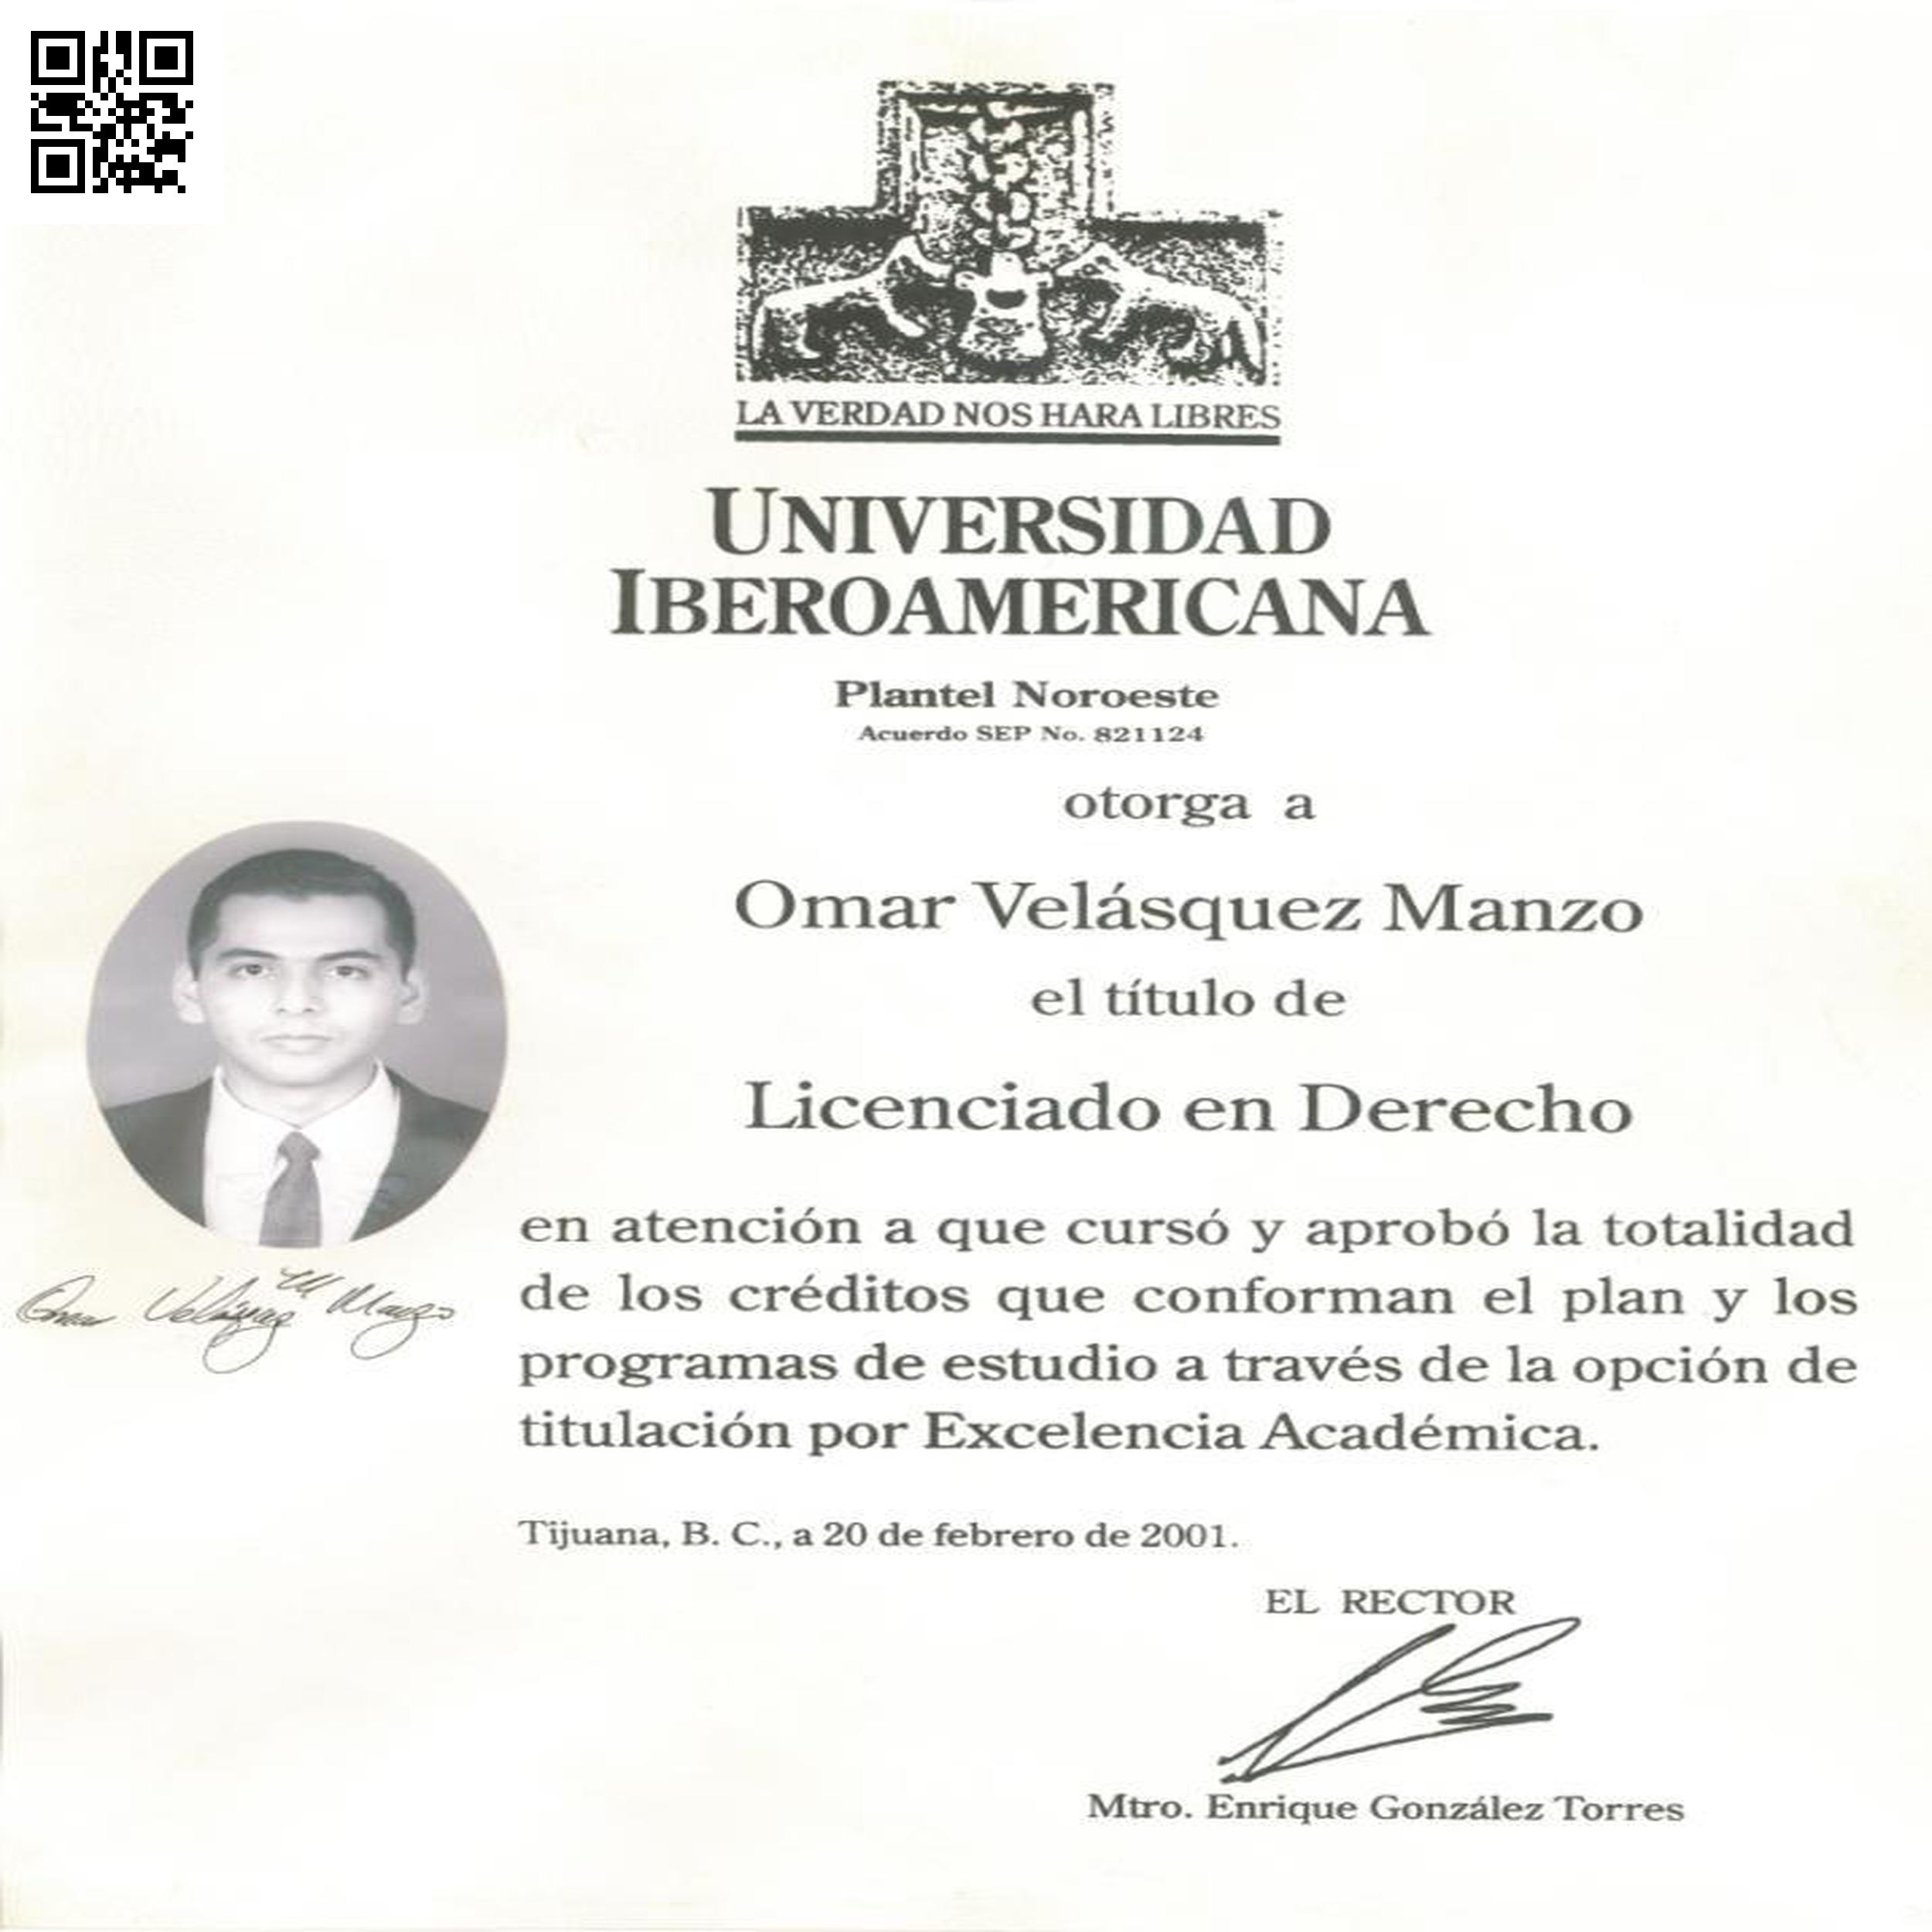 LA VERDAD NOS HARA LIBRES
UNIVERSIDAD
IBEROAMERICANA
Plantel Noroeste
Acuerdo SEP No. 821124
otorga a
Omar Velásquez Manzo
el título de
Licenciado en Derecho
en atención a que cursó y aprobó la totalidad
de los créditos que conforman el plan y los
programas de estudio a través de la opción de
titulación por Excelencia Académica.
Omar Velásquez M Manzo
Tijuana, B. C., a 20 de febrero de 2001.
EL RECTOR
Mtro. Enrique González Torres